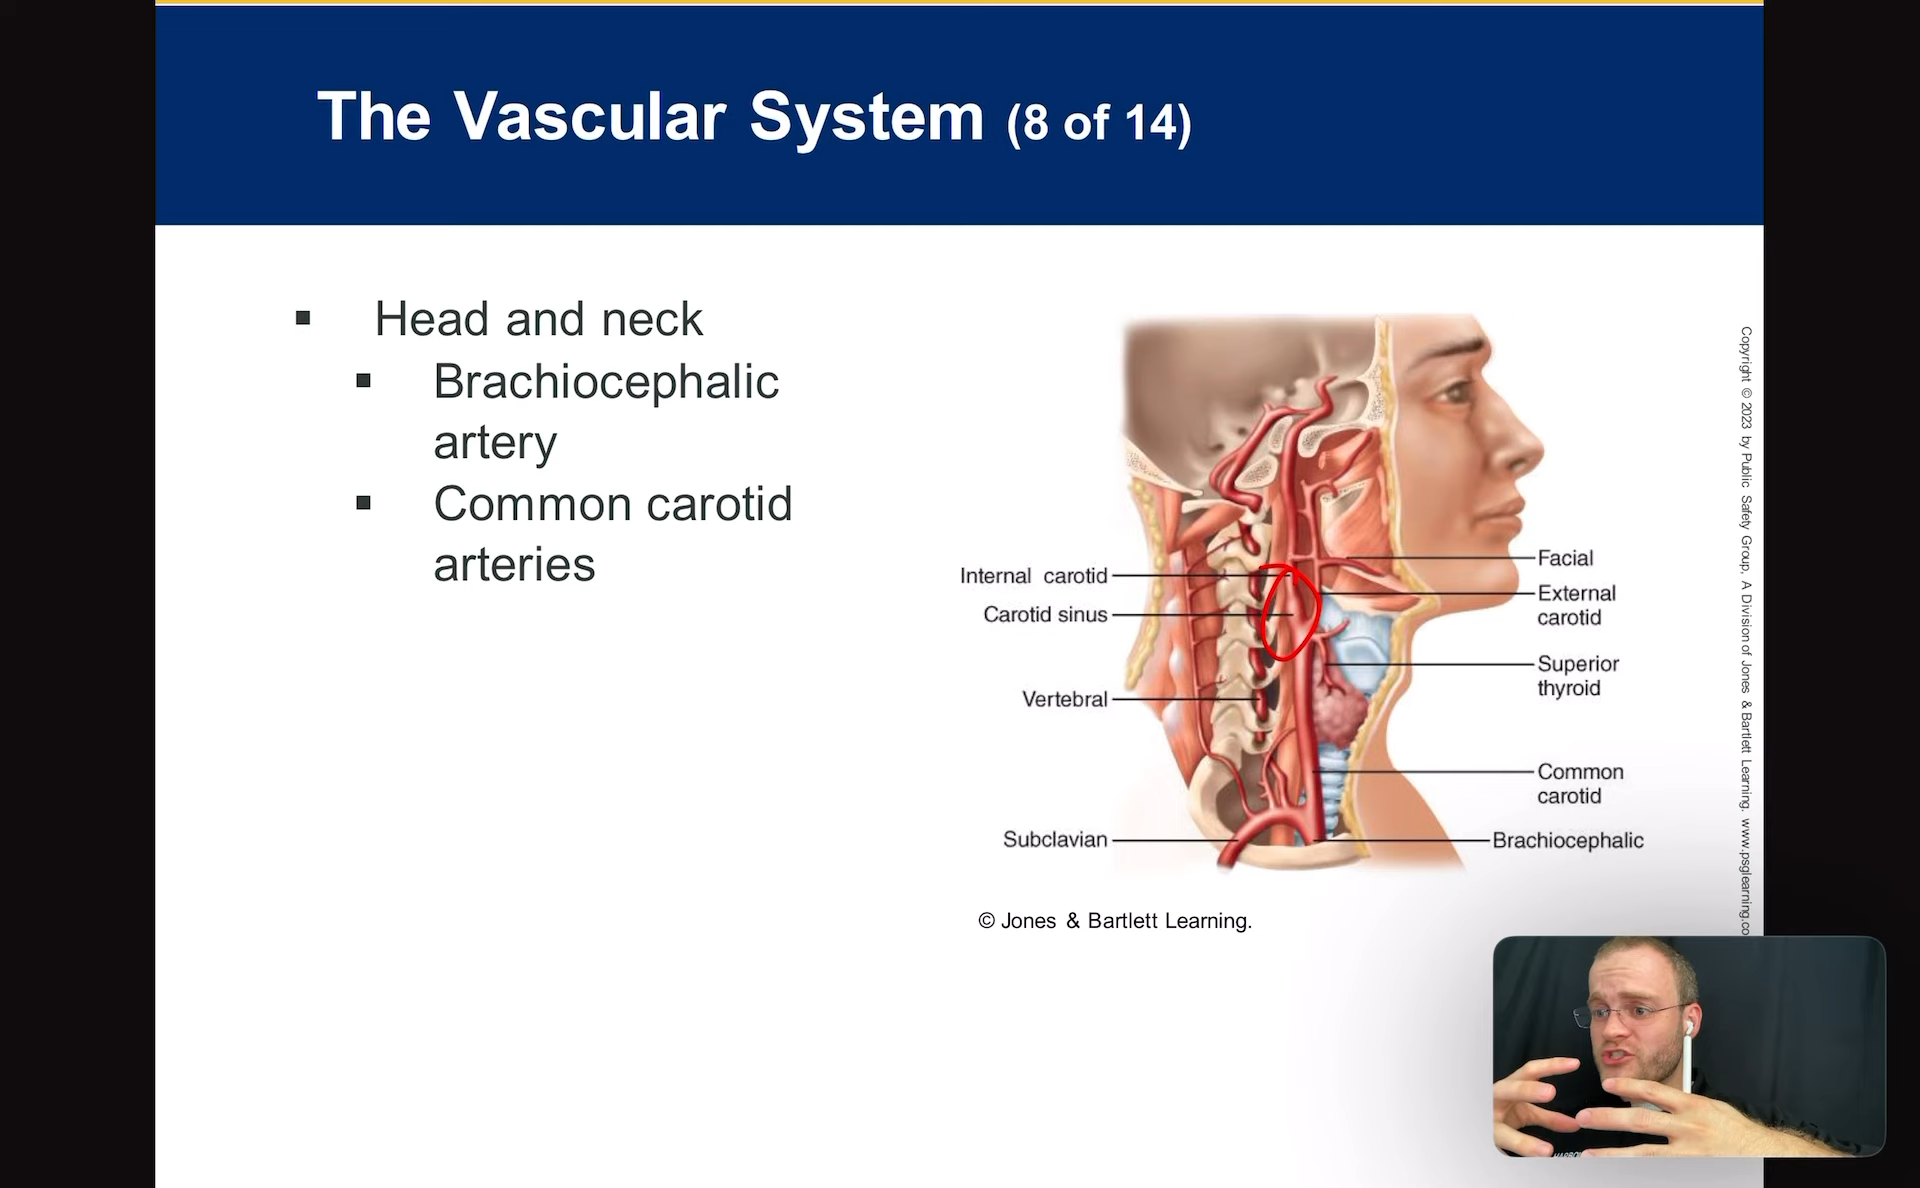 The Vascular System (8 of 14)
▪ Head and neck
▪ Brachiocephalic
artery
▪ Common carotid
arteries
Internal carotid
Carotid sinus
Vertebral
Subclavian
Facial
External
carotid
Superior
thyroid
Common
carotid
Brachiocephalic
© Jones & Bartlett Learning.
Copyright © 2023 by Public Safety Group, A Division of Jones & Bartlett Learning. www.psglearning.co